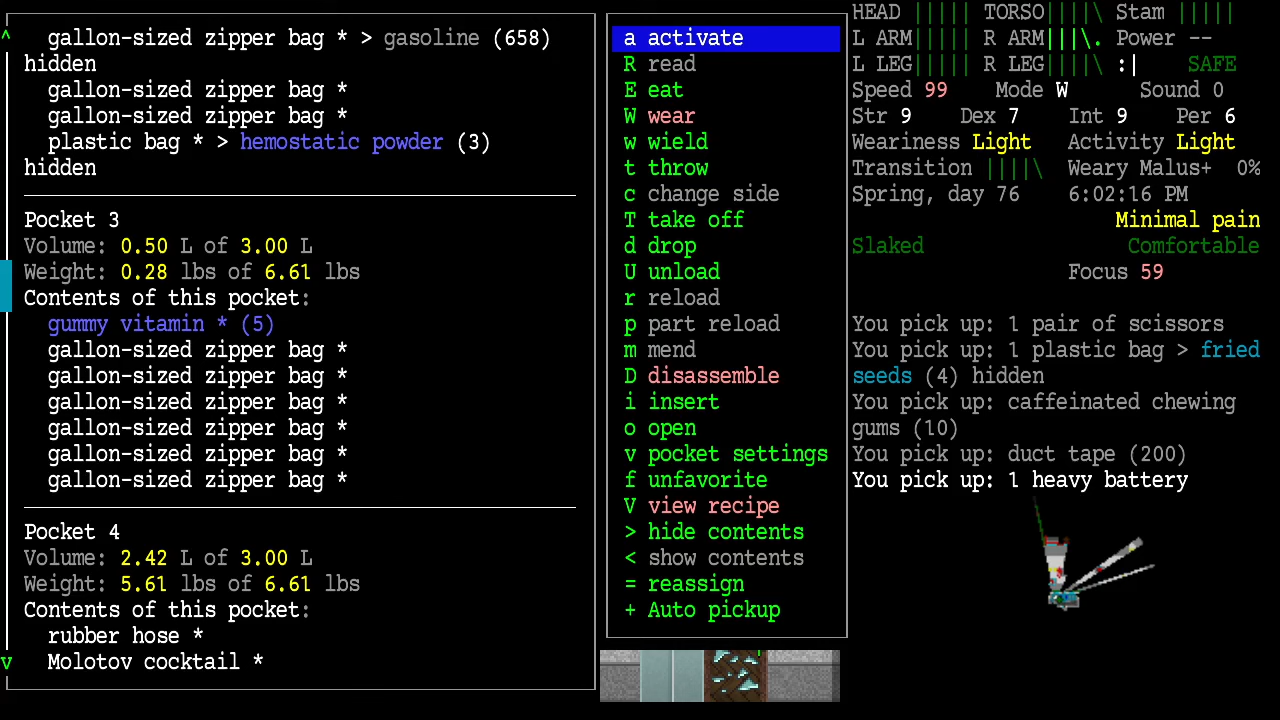 ^ gallon-sized zipper bag * > gasoline (658)
hidden
gallon-sized zipper bag *
gallon-sized zipper bag *
plastic bag * > hemostatic powder (3)
hidden
Pocket 3
Volume: 0.50 L of 3.00 L
Weight: 0.28 lbs of 6.61 lbs
Contents of this pocket:
gummy vitamin * (5)
gallon-sized zipper bag *
gallon-sized zipper bag *
gallon-sized zipper bag *
gallon-sized zipper bag *
gallon-sized zipper bag *
gallon-sized zipper bag *
Pocket 4
Volume: 2.42 L of 3.00 L
Weight: 5.61 lbs of 6.61 lbs
Contents of this pocket:
rubber hose *
v Molotov cocktail *
a activate
R read
E eat
W wear
w wield
t throw
c change side
T take off
d drop
U unload
r reload
p part reload
m mend
D disassemble
i insert
o open
v pocket settings
f unfavorite
V view recipe
> hide contents
< show contents
= reassign
+ Auto pickup
HEAD ||||| TORSO||||\ Stam |||||
L ARM||||| R ARM|||\. Power --
L LEG||||| R LEG||||\ :| SAFE
Speed 99 Mode W Sound 0
Str 9 Dex 7 Int 9 Per 6
Weariness Light Activity Light
Transition ||||\ Weary Malus+ 0%
Spring, day 76 6:02:16 PM
Minimal pain
Slaked Comfortable
Focus 59
You pick up: 1 pair of scissors
You pick up: 1 plastic bag > fried
seeds (4) hidden
You pick up: caffeinated chewing
gums (10)
You pick up: duct tape (200)
You pick up: 1 heavy battery